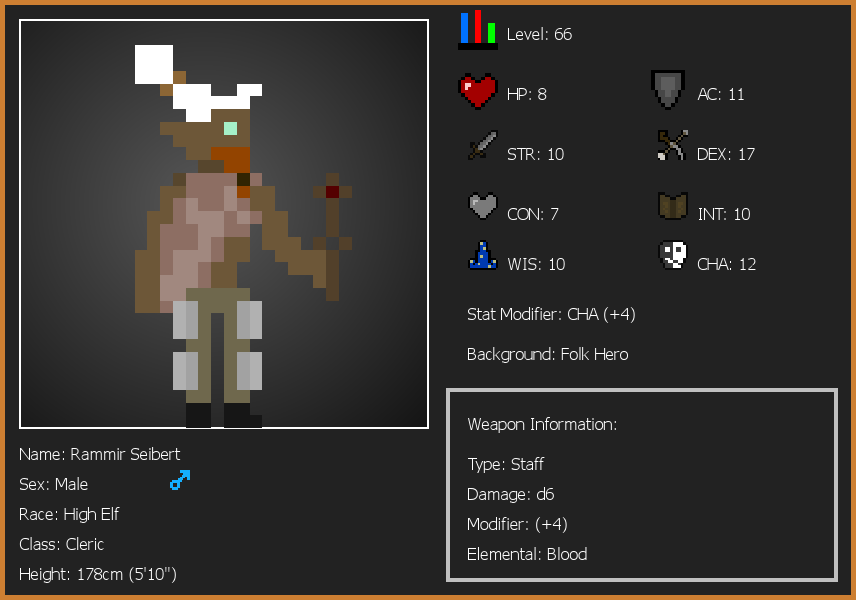 Level: 66
HP: 8
AC: 11
STR: 10
DEX: 17
CON: 7
INT: 10
WIS: 10
CHA: 12
Stat Modifier: CHA (+4)
Background: Folk Hero
Weapon Information:
Type: Staff
Damage: d6
Modifier: (+4)
Elemental: Blood
Name: Rammir Seibert
Sex: Male
Race: High Elf
Class: Cleric
Height: 178cm (5'10")